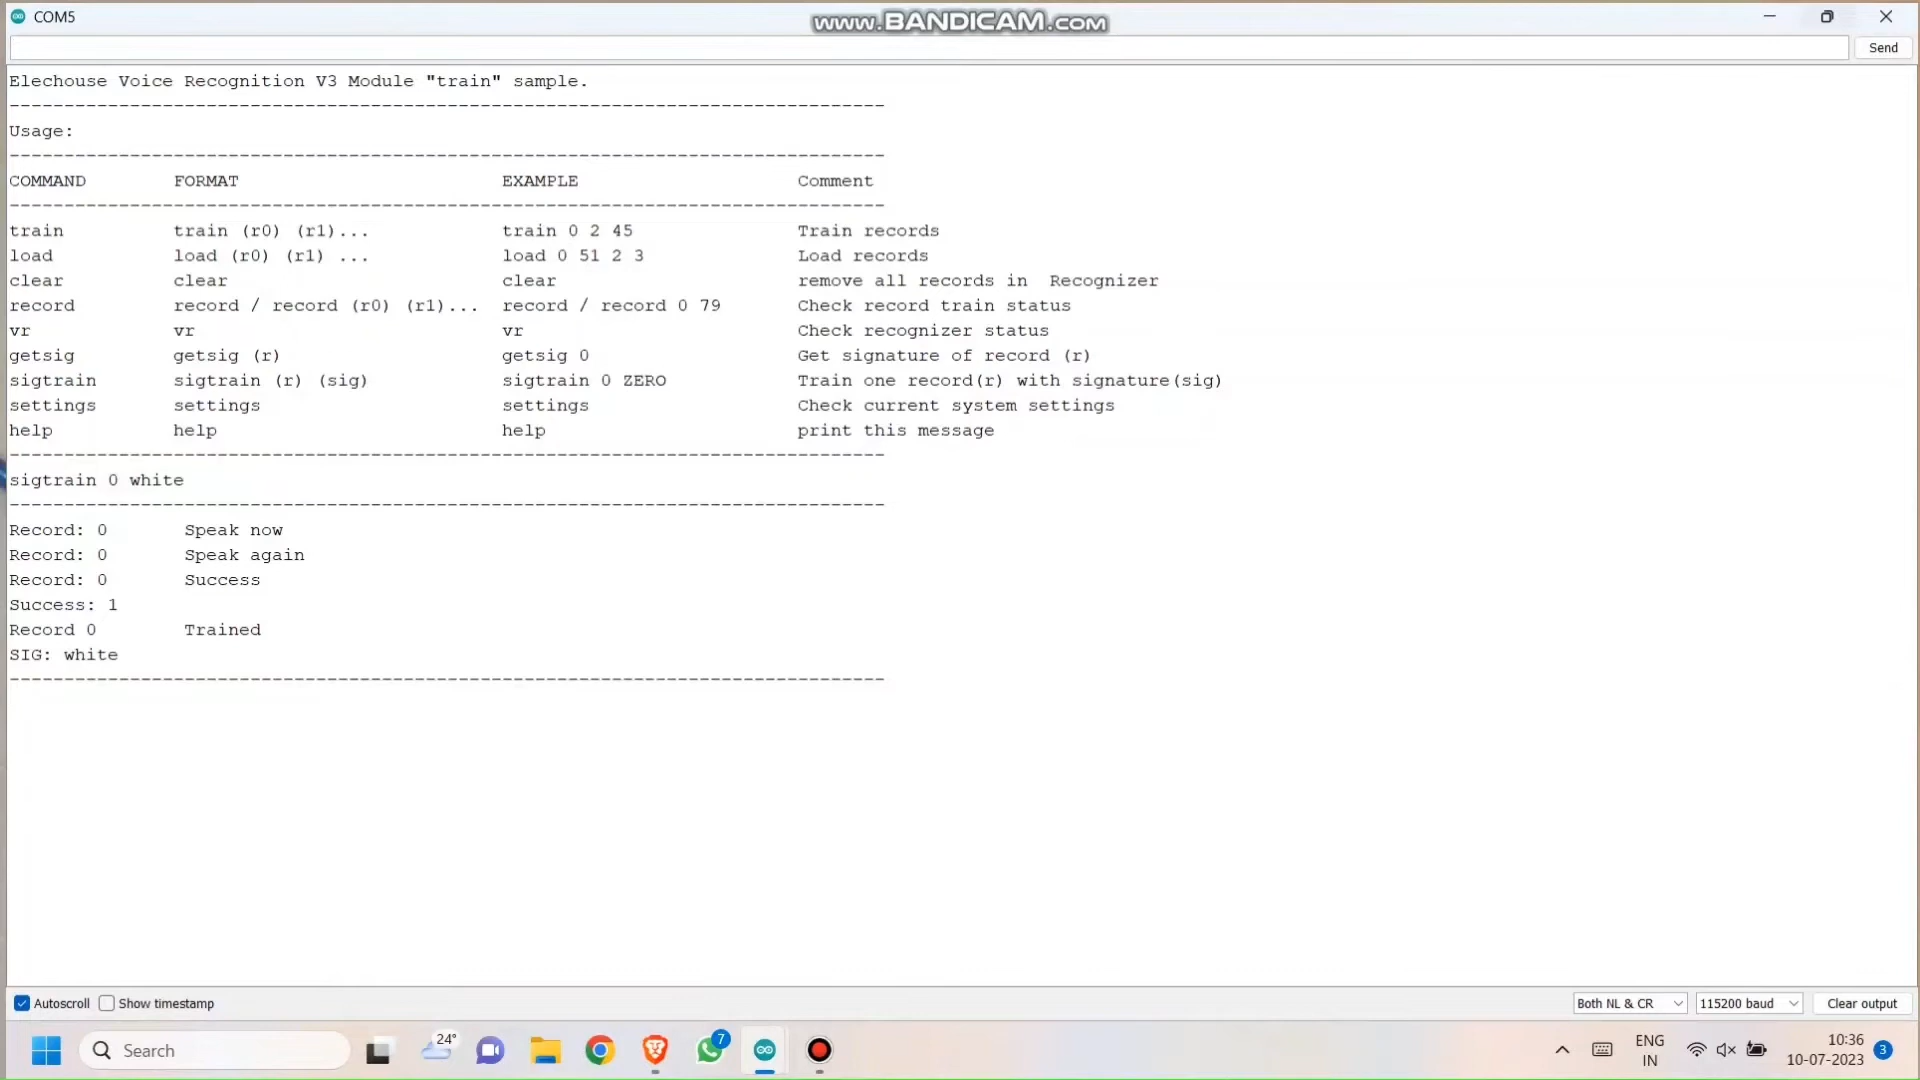 COM5
www.BANDICAM.com
Send
Elechouse Voice Recognition V3 Module "train" sample.
--------------------------------------------------------------------------------
Usage:
--------------------------------------------------------------------------------
COMMAND        FORMAT                        EXAMPLE                    Comment
--------------------------------------------------------------------------------
train          train (r0) (r1)...            train 0 2 45               Train records
load           load (r0) (r1) ...            load 0 51 2 3              Load records
clear          clear                         clear                      remove all records in  Recognizer
record         record / record (r0) (r1)...  record / record 0 79       Check record train status
vr             vr                            vr                         Check recognizer status
getsig         getsig (r)                    getsig 0                   Get signature of record (r)
sigtrain       sigtrain (r) (sig)            sigtrain 0 ZERO            Train one record(r) with signature(sig)
settings       settings                      settings                   Check current system settings
help           help                          help                       print this message
--------------------------------------------------------------------------------
sigtrain 0 white
--------------------------------------------------------------------------------
Record: 0       Speak now
Record: 0       Speak again
Record: 0       Success
Success: 1
Record 0        Trained
SIG: white
--------------------------------------------------------------------------------
Autoscroll Show timestamp
Both NL & CR 115200 baud Clear output
Search
24°
7
ENG
IN
10:36
10-07-2023
3